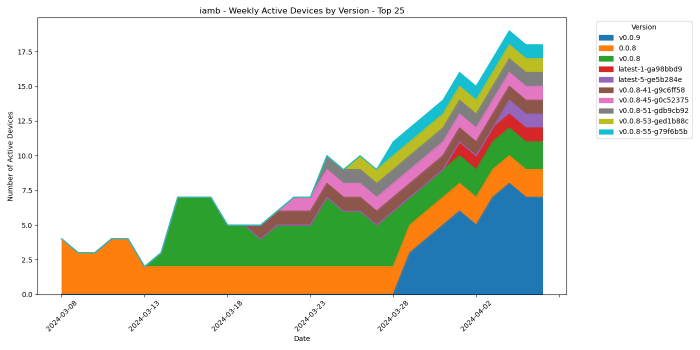 iamb - Weekly Active Devices by Version - Top 25
Number of Active Devices
17.5
15.0
12.5
10.0
7.5
5.0
2.5
0.0
2024-03-08
2024-03-13
2024-03-18
2024-03-23
2024-03-28
2024-04-02
Date
Version
v0.0.9
0.0.8
v0.0.8
latest-1-ga98bbd9
latest-5-ge5b284e
v0.0.8-41-g9c6ff58
v0.0.8-45-g0c52375
v0.0.8-51-gdb9cb92
v0.0.8-53-ged1b88c
v0.0.8-55-g79f6b5b